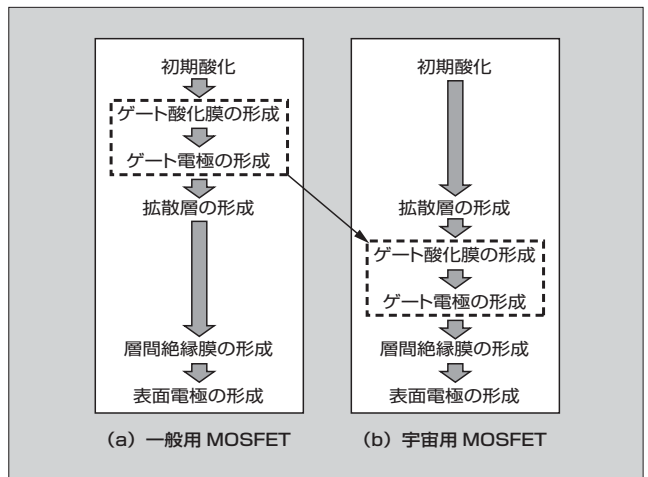 初期酸化
ゲート酸化膜の形成
ゲート電極の形成
拡散層の形成
層間絶縁膜の形成
表面電極の形成
(a) 一般用 MOSFET
初期酸化
拡散層の形成
ゲート酸化膜の形成
ゲート電極の形成
層間絶縁膜の形成
表面電極の形成
(b) 宇宙用 MOSFET